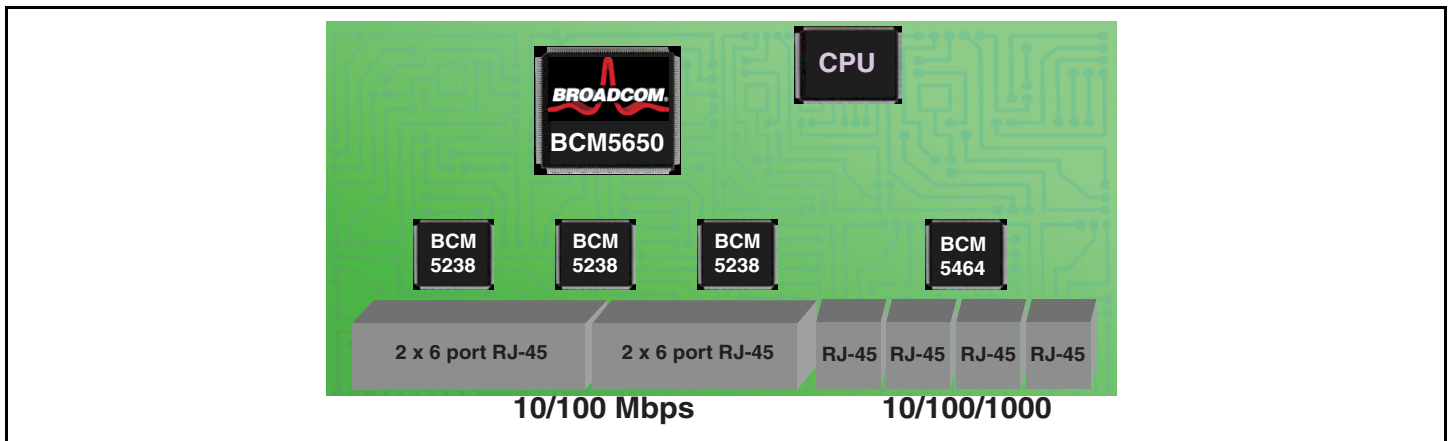 CPU
BROADCOM®
BCM5650
BCM
5238
BCM
5238
BCM
5238
BCM
5464
2 x 6 port RJ-45
2 x 6 port RJ-45
RJ-45
RJ-45
RJ-45
RJ-45
10/100 Mbps
10/100/1000